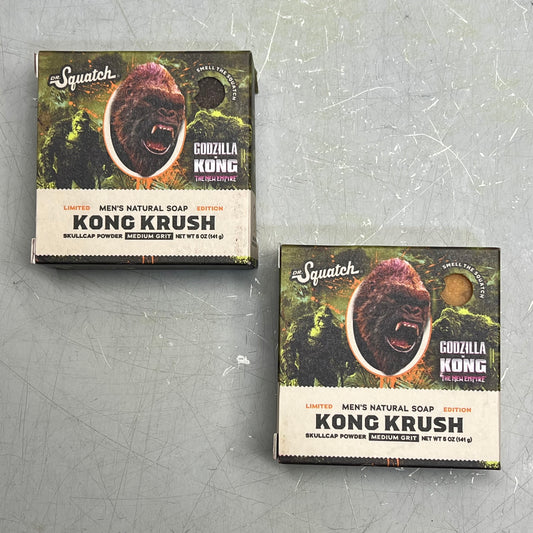 DR. Squatch
SMELL THE SQUATCH
GODZILLA
x
KONG
THE NEW EMPIRE
LIMITED MEN'S NATURAL SOAP EDITION
KONG KRUSH
SKULLCAP POWDER MEDIUM GRIT NET WT 5 OZ (141 g)
DR. Squatch
SMELL THE SQUATCH
GODZILLA
x
KONG
THE NEW EMPIRE
LIMITED MEN'S NATURAL SOAP EDITION
KONG KRUSH
SKULLCAP POWDER MEDIUM GRIT NET WT 5 OZ (141 g)